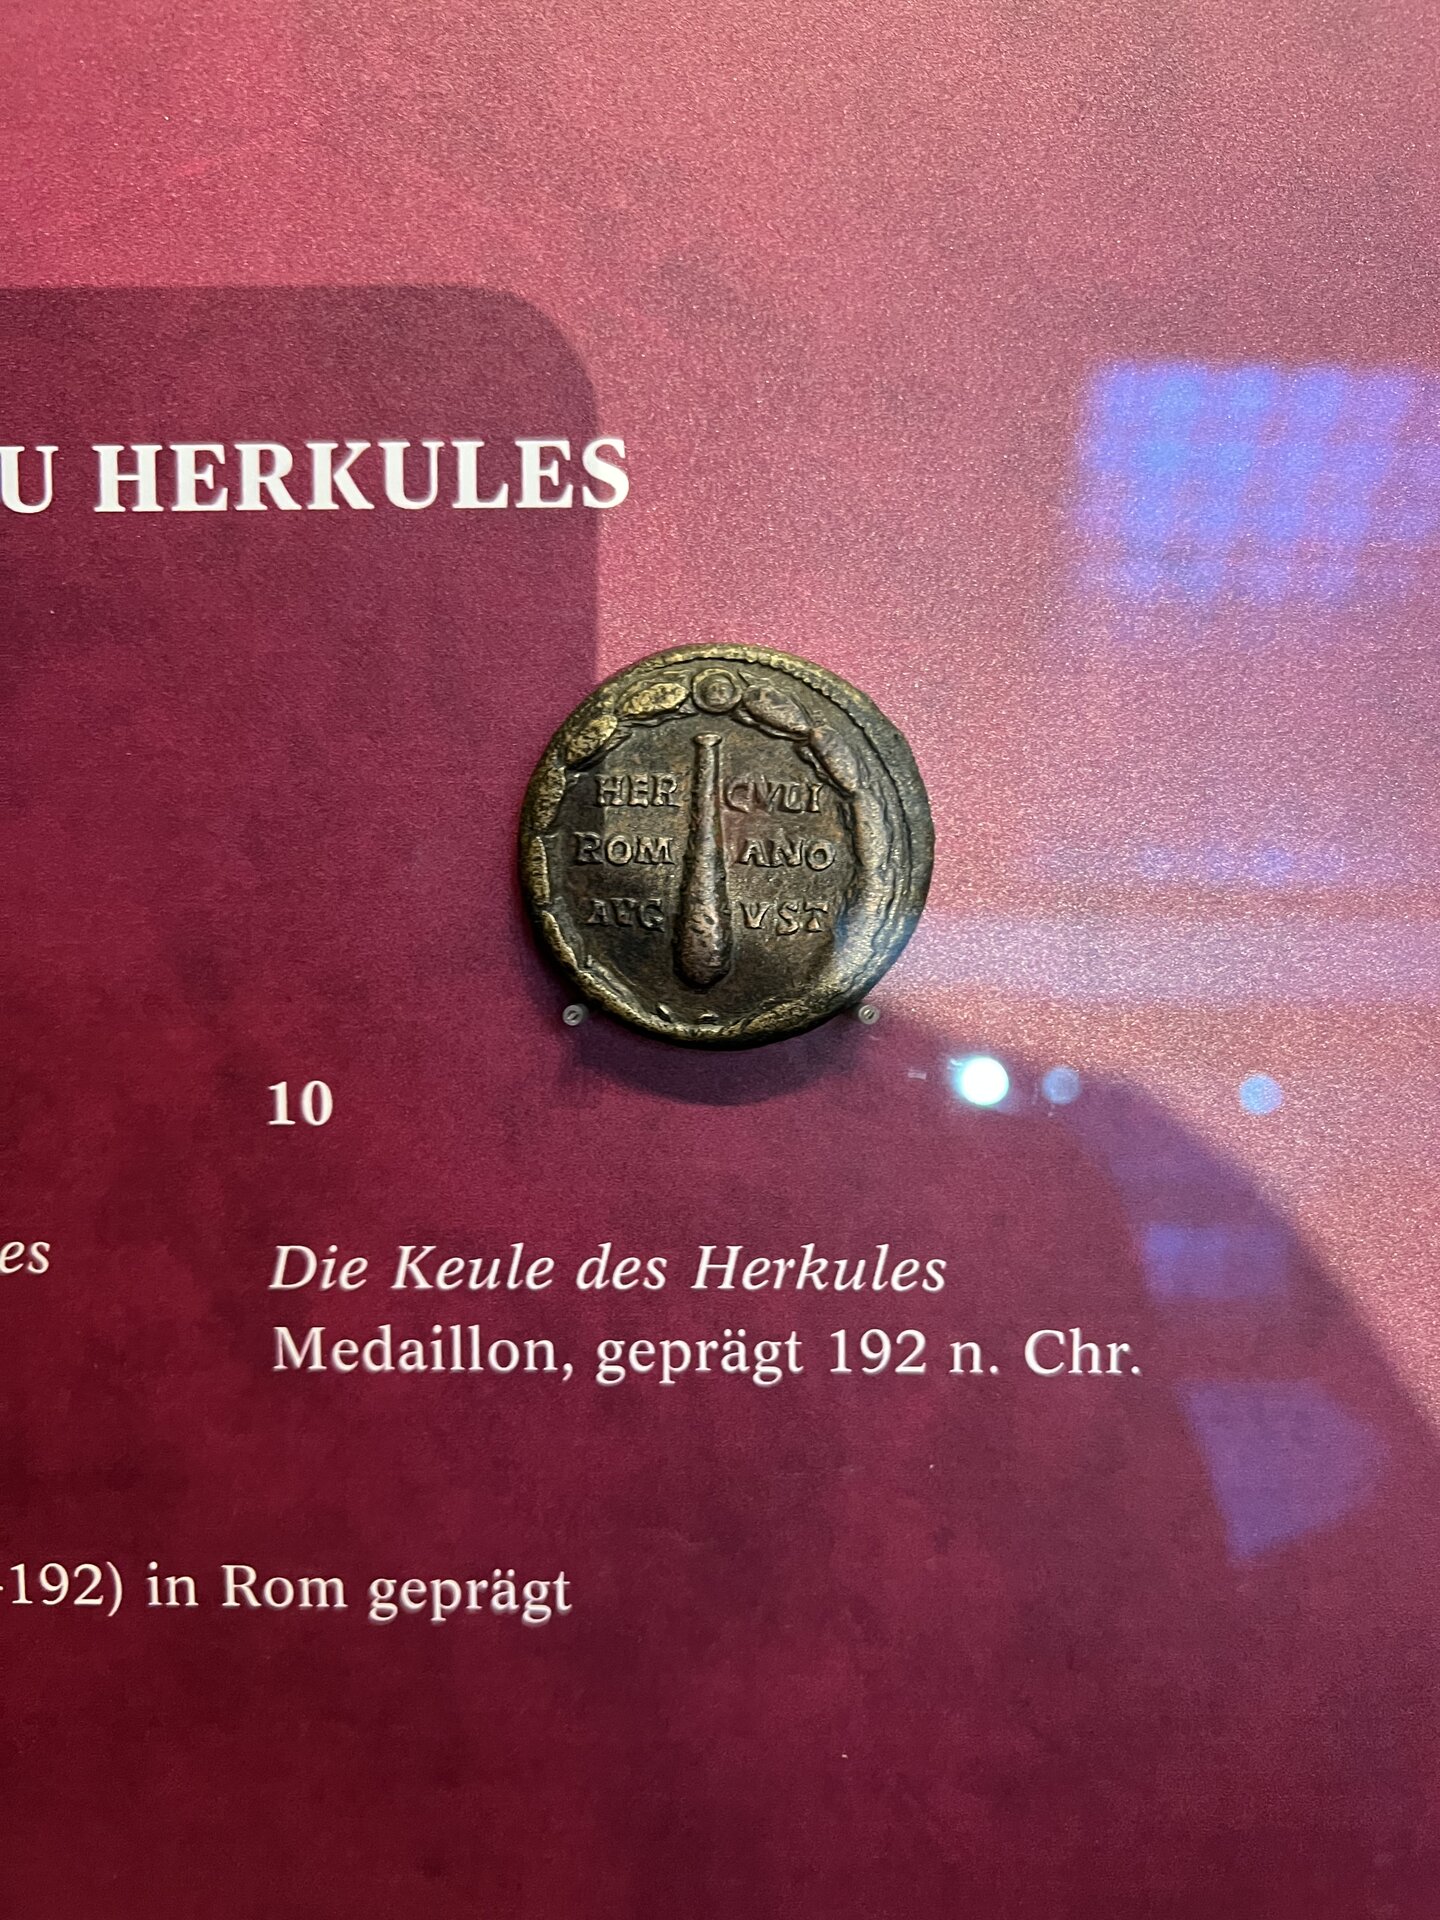 U HERKULES
HER CVLI
ROM ANO
AVG VST
10
es
Die Keule des Herkules
Medaillon, geprägt 192 n. Chr.
-192) in Rom geprägt